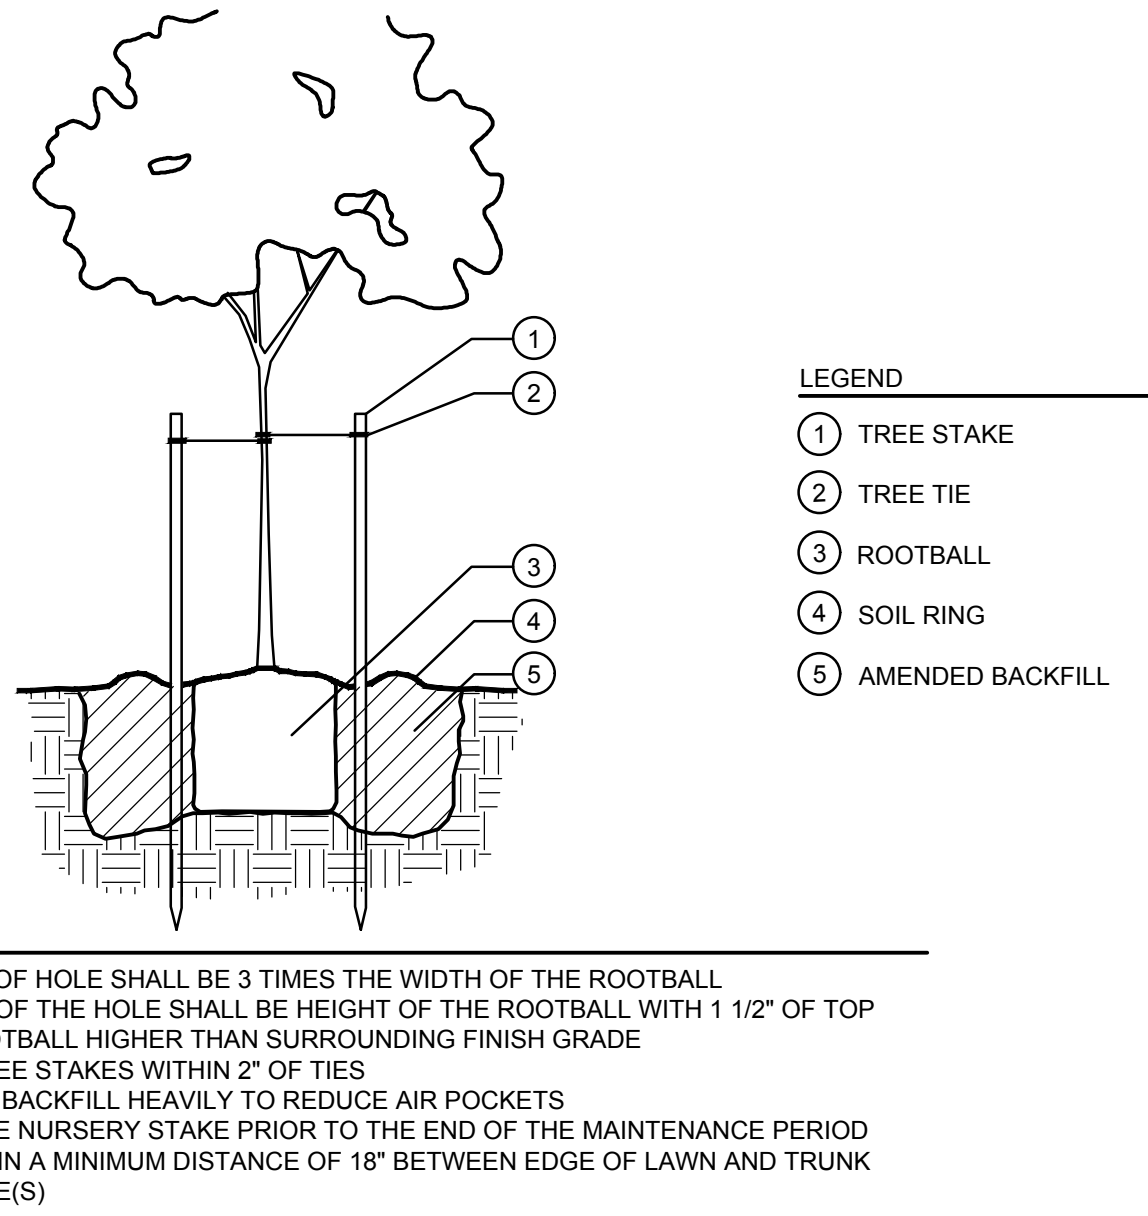 1
2
3
4
5
LEGEND
1 TREE STAKE
2 TREE TIE
3 ROOTBALL
4 SOIL RING
5 AMENDED BACKFILL
OF HOLE SHALL BE 3 TIMES THE WIDTH OF THE ROOTBALL
OF THE HOLE SHALL BE HEIGHT OF THE ROOTBALL WITH 1 1/2" OF TOP
OTBALL HIGHER THAN SURROUNDING FINISH GRADE
EE STAKES WITHIN 2" OF TIES
BACKFILL HEAVILY TO REDUCE AIR POCKETS
E NURSERY STAKE PRIOR TO THE END OF THE MAINTENANCE PERIOD
IN A MINIMUM DISTANCE OF 18" BETWEEN EDGE OF LAWN AND TRUNK
E(S)